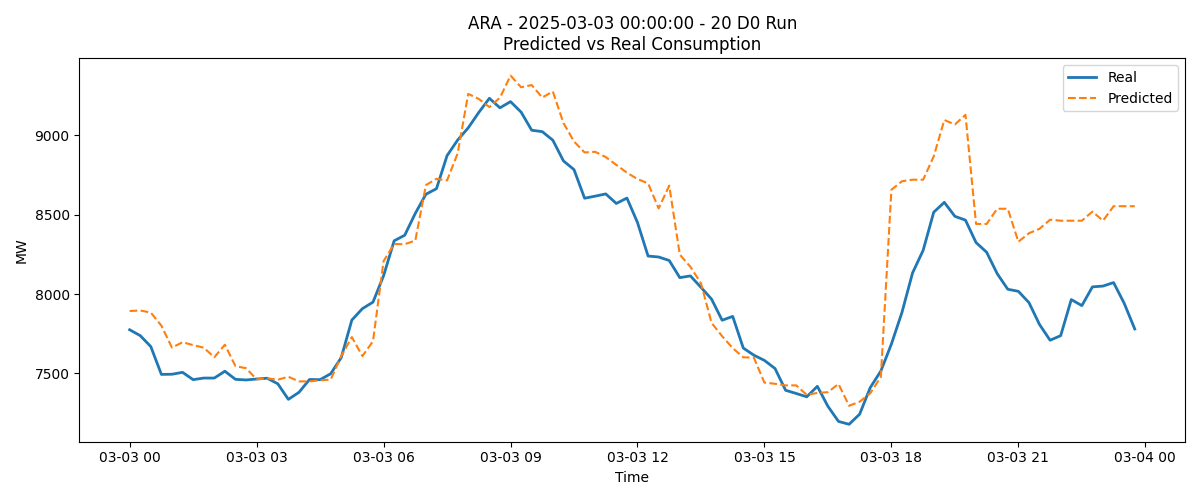 ARA - 2025-03-03 00:00:00 - 20 D0 Run
Predicted vs Real Consumption
Real
Predicted
MW
9000
8500
8000
7500
03-03 00
03-03 03
03-03 06
03-03 09
03-03 12
03-03 15
03-03 18
03-03 21
03-04 00
Time